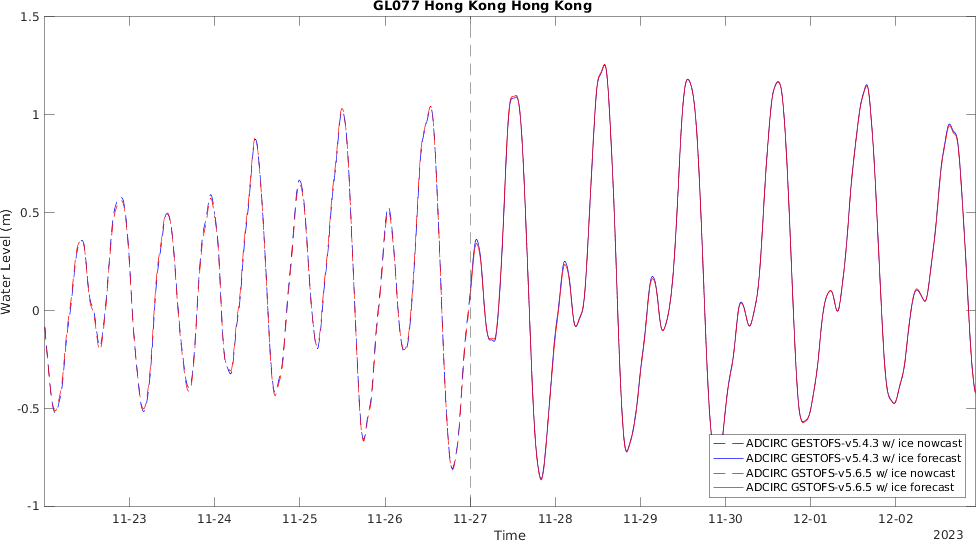 GL077 Hong Kong Hong Kong
1.5
1
0.5
0
-0.5
-1
Water Level (m)
11-23
11-24
11-25
11-26
11-27
11-28
11-29
11-30
12-01
12-02
Time
2023
ADCIRC GESTOFS-v5.4.3 w/ ice nowcast
ADCIRC GESTOFS-v5.4.3 w/ ice forecast
ADCIRC GSTOFS-v5.6.5 w/ ice nowcast
ADCIRC GSTOFS-v5.6.5 w/ ice forecast